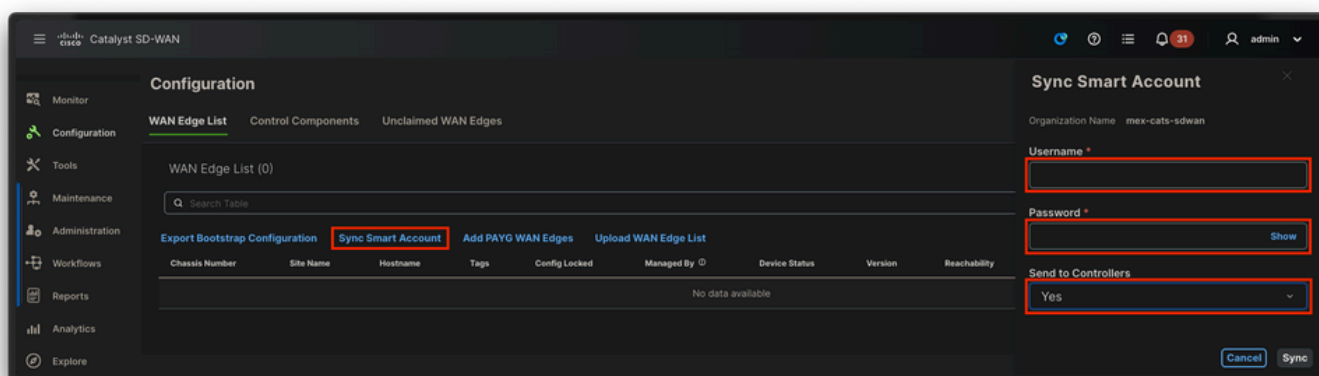 cisco Catalyst SD-WAN
31
admin
Monitor
Configuration
Tools
Maintenance
Administration
Workflows
Reports
Analytics
Explore
Configuration
WAN Edge List Control Components Unclaimed WAN Edges
WAN Edge List (0)
Search Table
Export Bootstrap Configuration Sync Smart Account Add PAYG WAN Edges Upload WAN Edge List
Chassis Number Site Name Hostname Tags Config Locked Managed By Device Status Version Reachability
No data available
Sync Smart Account
Organization Name mex-cats-sdwan
Username *
Password *
Show
Send to Controllers
Yes
Cancel Sync